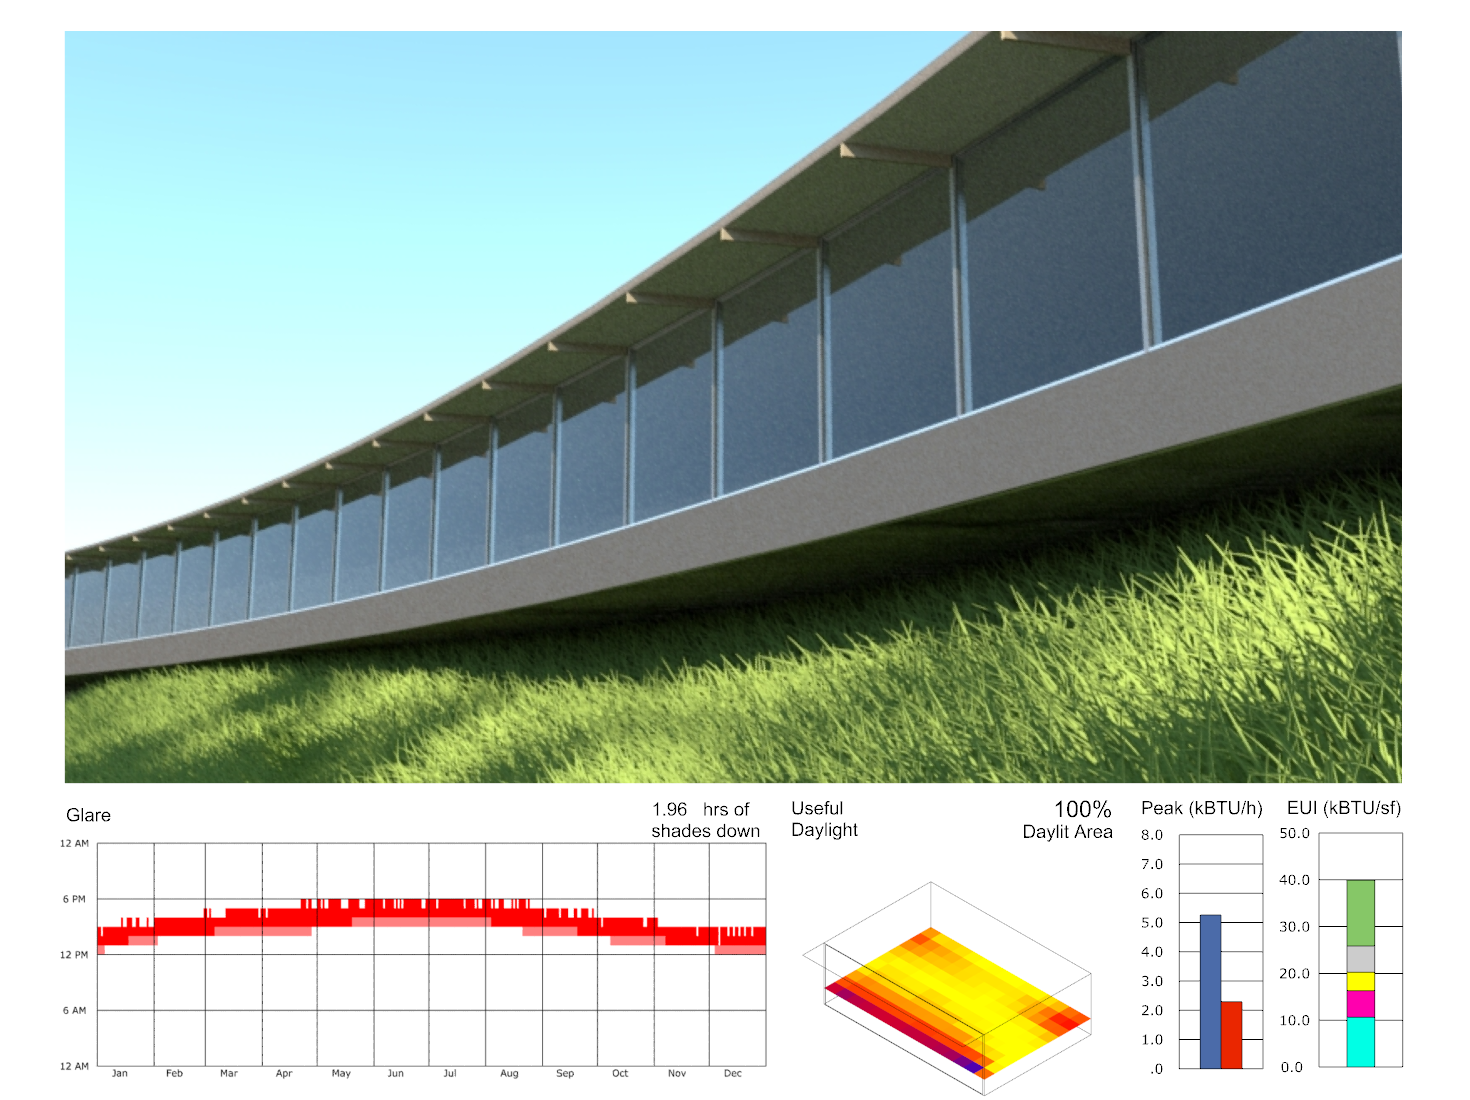 Glare
1.96 hrs of
shades down
12 AM
6 PM
12 PM
6 AM
12 AM
Jan Feb Mar Apr May Jun Jul Aug Sep Oct Nov Dec
Useful
Daylight
100%
Daylit Area
Peak (kBTU/h)
8.0
7.0
6.0
5.0
4.0
3.0
2.0
1.0
.0
EUI (kBTU/sf)
50.0
40.0
30.0
20.0
10.0
0.0